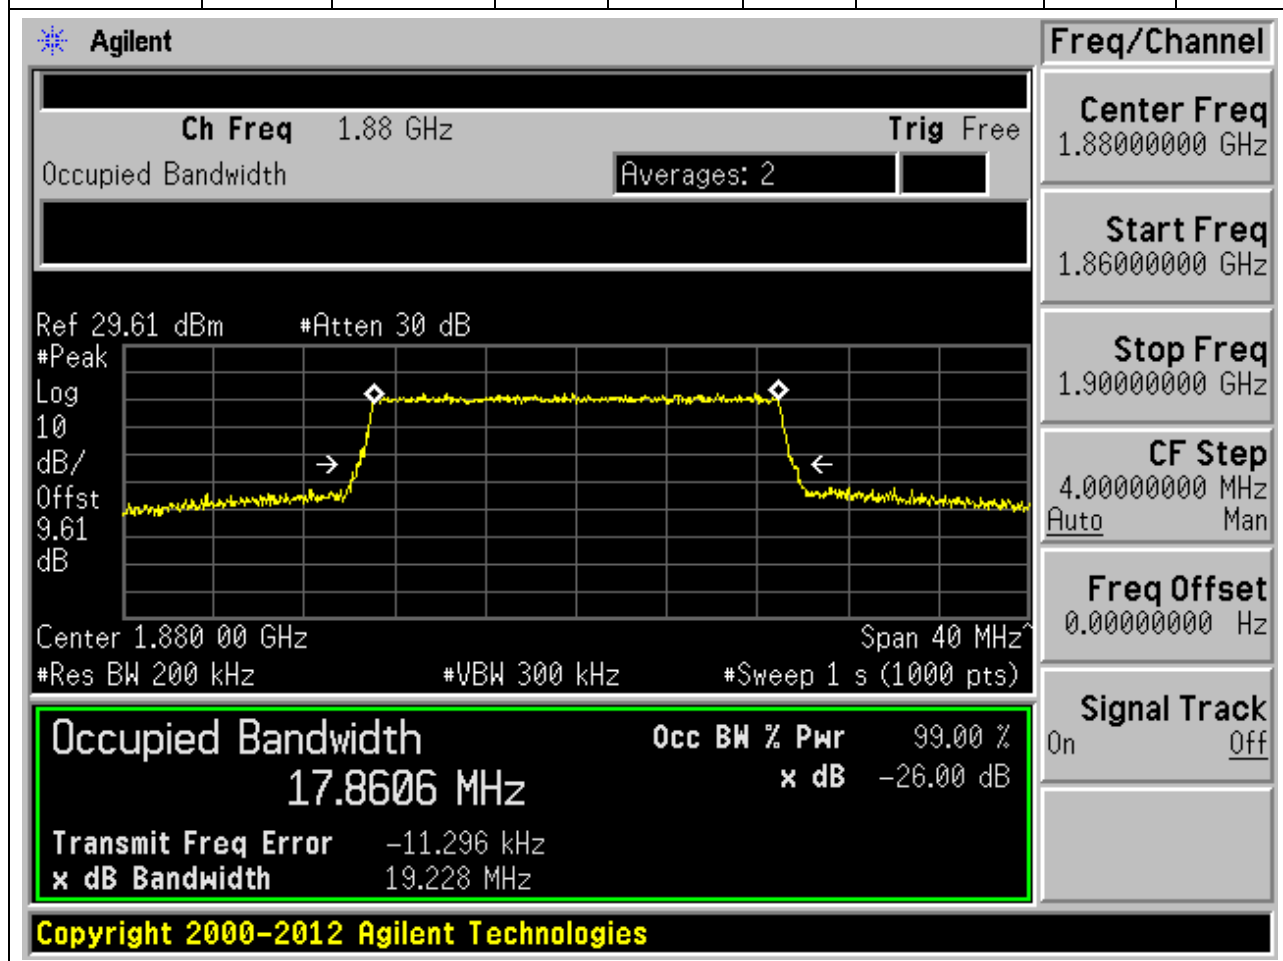 Agilent
Freq/Channel
Ch Freq 1.88 GHz Trig Free
Occupied Bandwidth Averages: 2
Center Freq
1.88000000 GHz
Start Freq
1.86000000 GHz
Stop Freq
1.90000000 GHz
CF Step
4.00000000 MHz
Auto Man
Freq Offset
0.00000000 Hz
Signal Track
On Off
Ref 29.61 dBm #Atten 30 dB
#Peak
Log
10
dB/
Offst
9.61
dB
Center 1.880 00 GHz Span 40 MHz^
#Res BW 200 kHz #VBW 300 kHz #Sweep 1 s (1000 pts)
Occupied Bandwidth Occ BW % Pwr 99.00 %
17.8606 MHz x dB -26.00 dB
Transmit Freq Error -11.296 kHz
x dB Bandwidth 19.228 MHz
Copyright 2000-2012 Agilent Technologies